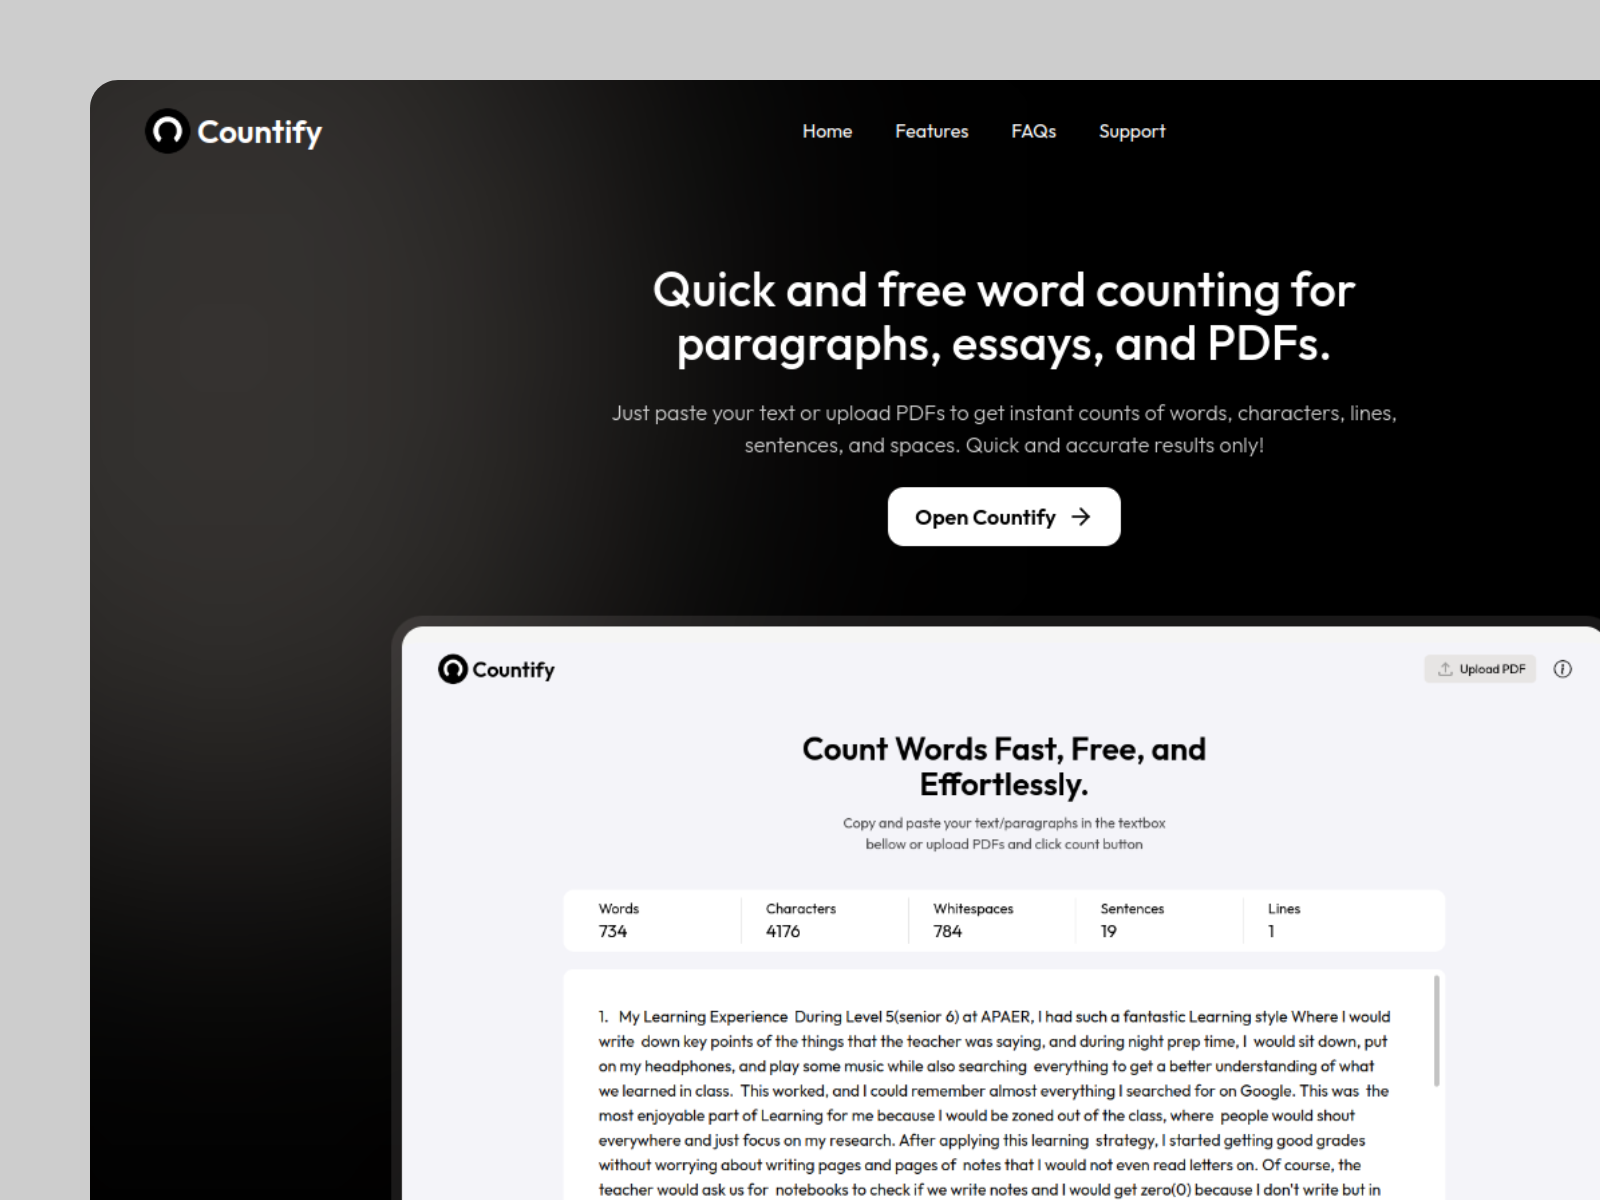 Countify
Home Features FAQs Support
Quick and free word counting for
paragraphs, essays, and PDFs.
Just paste your text or upload PDFs to get instant counts of words, characters, lines,
sentences, and spaces. Quick and accurate results only!
Open Countify
Countify
Upload PDF
Count Words Fast, Free, and
Effortlessly.
Copy and paste your text/paragraphs in the textbox
bellow or upload PDFs and click count button
Words Characters Whitespaces Sentences Lines
734 4176 784 19 1
1. My Learning Experience During Level 5(senior 6) at APAER, I had such a fantastic Learning style Where I would
write down key points of the things that the teacher was saying, and during night prep time, I would sit down, put
on my headphones, and play some music while also searching everything to get a better understanding of what
we learned in class. This worked, and I could remember almost everything I searched for on Google. This was the
most enjoyable part of Learning for me because I would be zoned out of the class, where people would shout
everywhere and just focus on my research. After applying this learning strategy, I started getting good grades
without worrying about writing pages and pages of notes that I would not even read letters on. Of course, the
teacher would ask us for notebooks to check if we write notes and I would get zero(0) because I don't write but in